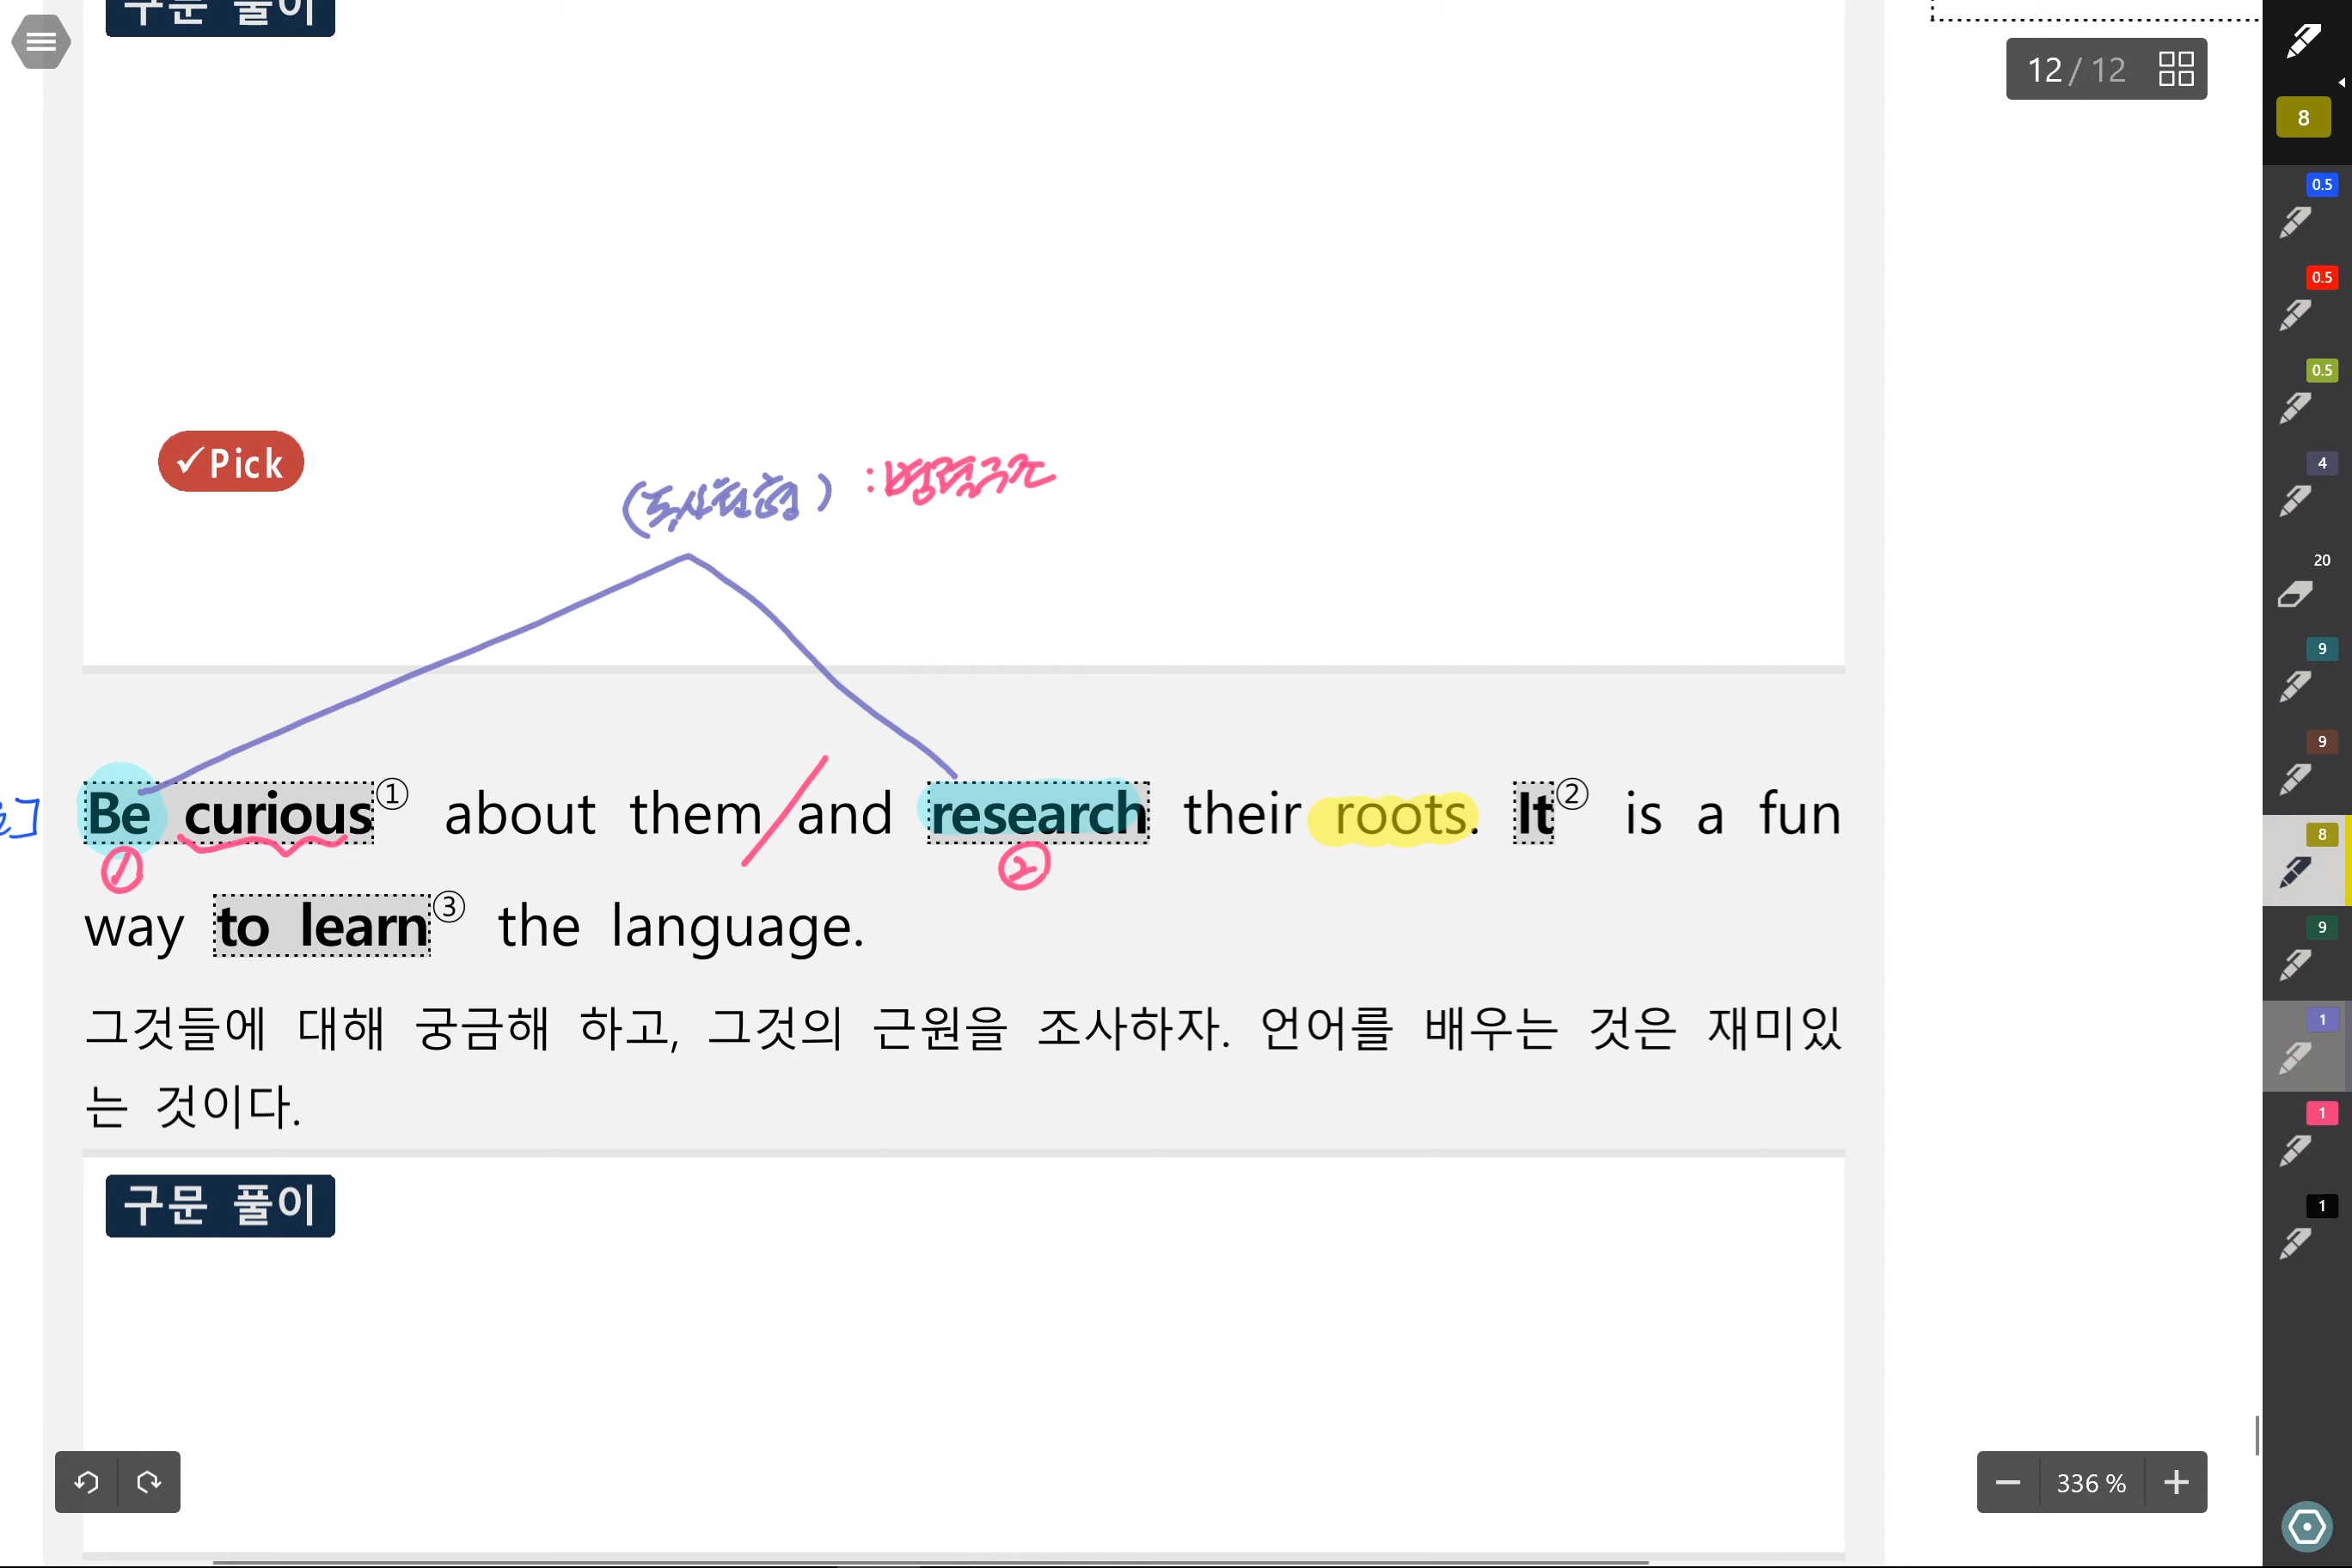 구문 풀이
12 / 12
8
0.5
0.5
0.5
4
20
9
9
8
9
1
1
1
✓Pick
(동사원형) : 병렬구조
Be curious① about them / and research their roots. It② is a fun
① ②
way to learn③ the language.
그것들에 대해 궁금해 하고, 그것의 근원을 조사하자. 언어를 배우는 것은 재미있
는 것이다.
구문 풀이
336 %